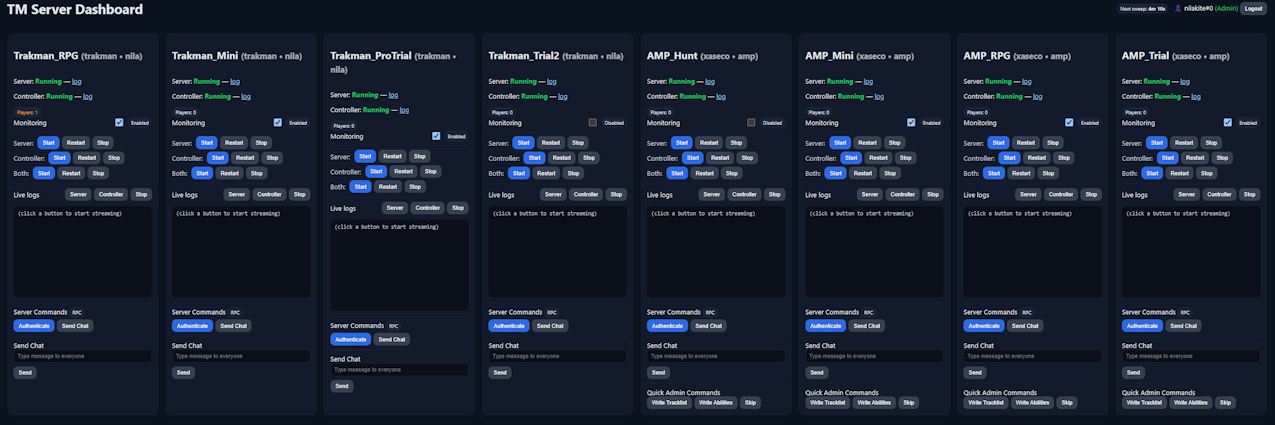 TM Server Dashboard
Next sweep: 4m 10s nilakite#0 (Admin) Logout
Trakman_RPG (trakman • nila)
Server: Running — log
Controller: Running — log
Players: 1
Monitoring Enabled
Server: Start Restart Stop
Controller: Start Restart Stop
Both: Start Restart Stop
Live logs Server Controller Stop
(click a button to start streaming)
Server Commands RPC
Authenticate Send Chat
Send Chat
Type message to everyone
Send
Trakman_Mini (trakman • nila)
Server: Running — log
Controller: Running — log
Players: 0
Monitoring Enabled
Server: Start Restart Stop
Controller: Start Restart Stop
Both: Start Restart Stop
Live logs Server Controller Stop
(click a button to start streaming)
Server Commands RPC
Authenticate Send Chat
Send Chat
Type message to everyone
Send
Trakman_ProTrial (trakman •
nila)
Server: Running — log
Controller: Running — log
Players: 0
Monitoring Enabled
Server: Start Restart Stop
Controller: Start Restart Stop
Both: Start Restart Stop
Live logs Server Controller Stop
(click a button to start streaming)
Server Commands RPC
Authenticate Send Chat
Send Chat
Type message to everyone
Send
Trakman_Trial2 (trakman • nila)
Server: Running — log
Controller: Running — log
Players: 0
Monitoring Disabled
Server: Start Restart Stop
Controller: Start Restart Stop
Both: Start Restart Stop
Live logs Server Controller Stop
(click a button to start streaming)
Server Commands RPC
Authenticate Send Chat
Send Chat
Type message to everyone
Send
AMP_Hunt (xaseco • amp)
Server: Running — log
Controller: Running — log
Players: 0
Monitoring Disabled
Server: Start Restart Stop
Controller: Start Restart Stop
Both: Start Restart Stop
Live logs Server Controller Stop
(click a button to start streaming)
Server Commands RPC
Authenticate Send Chat
Send Chat
Type message to everyone
Send
Quick Admin Commands
Write Tracklist Write Abilities Skip
AMP_Mini (xaseco • amp)
Server: Running — log
Controller: Running — log
Players: 0
Monitoring Enabled
Server: Start Restart Stop
Controller: Start Restart Stop
Both: Start Restart Stop
Live logs Server Controller Stop
(click a button to start streaming)
Server Commands RPC
Authenticate Send Chat
Send Chat
Type message to everyone
Send
Quick Admin Commands
Write Tracklist Write Abilities Skip
AMP_RPG (xaseco • amp)
Server: Running — log
Controller: Running — log
Players: 0
Monitoring Enabled
Server: Start Restart Stop
Controller: Start Restart Stop
Both: Start Restart Stop
Live logs Server Controller Stop
(click a button to start streaming)
Server Commands RPC
Authenticate Send Chat
Send Chat
Type message to everyone
Send
Quick Admin Commands
Write Tracklist Write Abilities Skip
AMP_Trial (xaseco • amp)
Server: Running — log
Controller: Running — log
Players: 0
Monitoring Enabled
Server: Start Restart Stop
Controller: Start Restart Stop
Both: Start Restart Stop
Live logs Server Controller Stop
(click a button to start streaming)
Server Commands RPC
Authenticate Send Chat
Send Chat
Type message to everyone
Send
Quick Admin Commands
Write Tracklist Write Abilities Skip